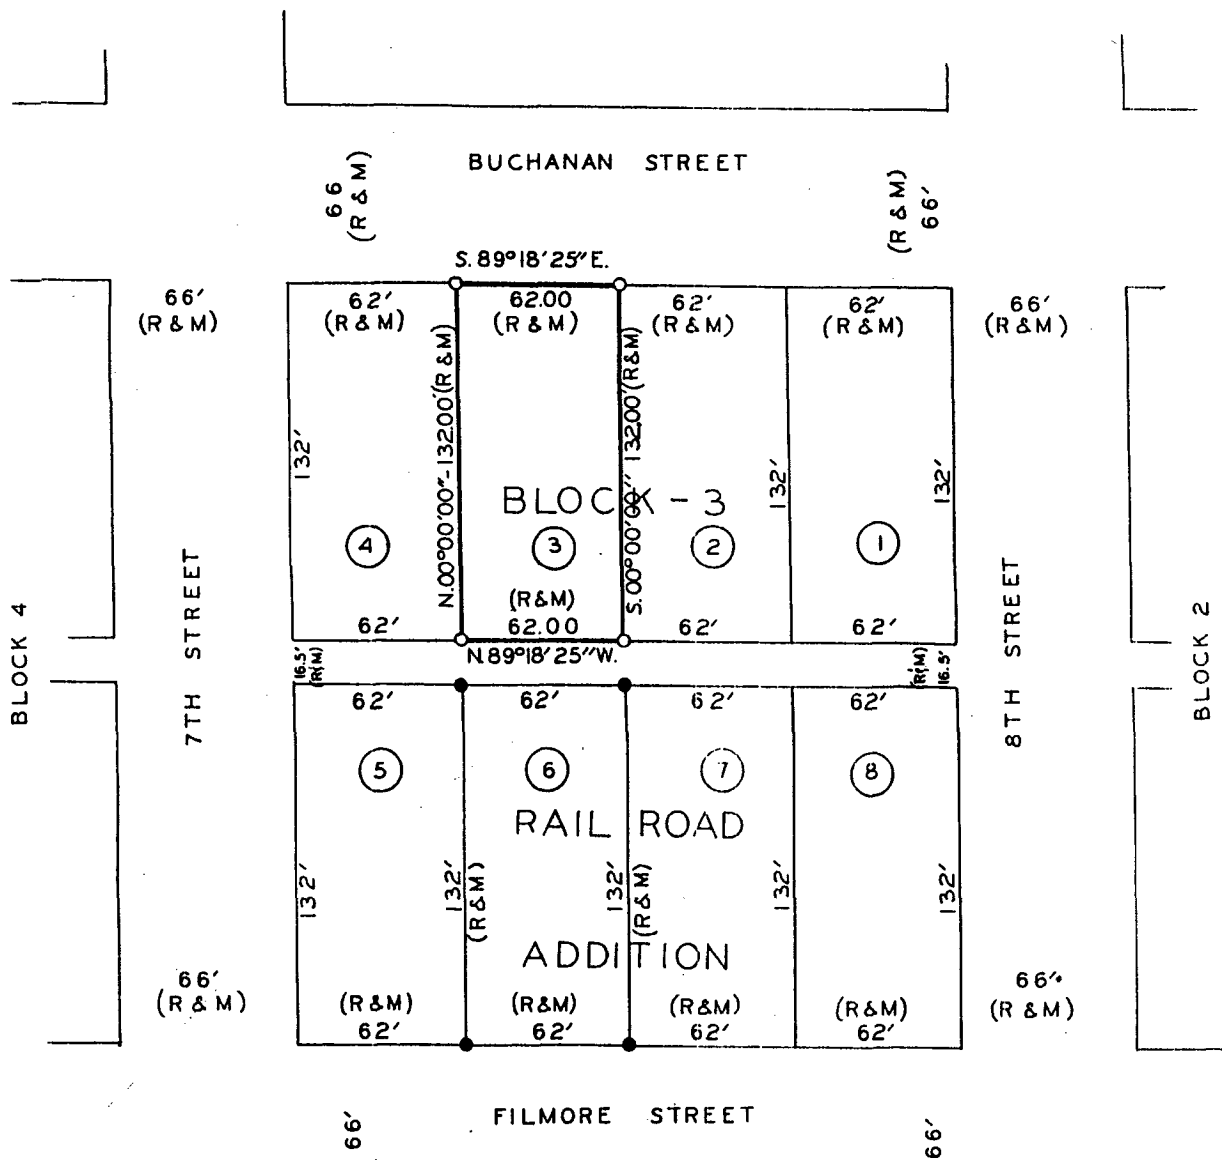 BUCHANAN STREET
66
(R & M)
(R & M)
66'
S. 89°18'25"E.
66'
(R & M)
62'
(R & M)
62.00
(R & M)
62'
(R & M)
62'
(R & M)
66'
(R & M)
132'
N.00°00'00"-132.00'(R&M)
S.00°00'00" 132.00'(R&M)
132'
132'
BLOCK - 3
4
3
2
1
(R&M)
62'
62.00
62'
62'
N.89°18'25"W.
BLOCK 4
7TH STREET
8TH STREET
BLOCK 2
16.5'
(R&M)
(R&M)
16.5'
62'
62'
62'
62'
5
6
7
8
RAIL ROAD
132'
132'
(R&M)
132'
(R&M)
132'
132'
ADDITION
66'
(R & M)
(R&M)
62'
(R&M)
62'
(R&M)
62'
(R&M)
62'
66'
(R & M)
FILMORE STREET
66'
66'